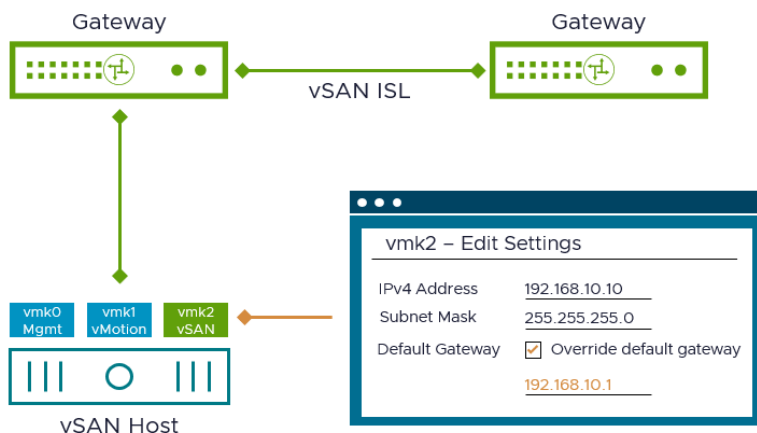 Gateway
Gateway
vSAN ISL
vmk2 – Edit Settings
IPv4 Address 192.168.10.10
Subnet Mask 255.255.255.0
Default Gateway Override default gateway
192.168.10.1
vmk0
Mgmt
vmk1
vMotion
vmk2
vSAN
vSAN Host